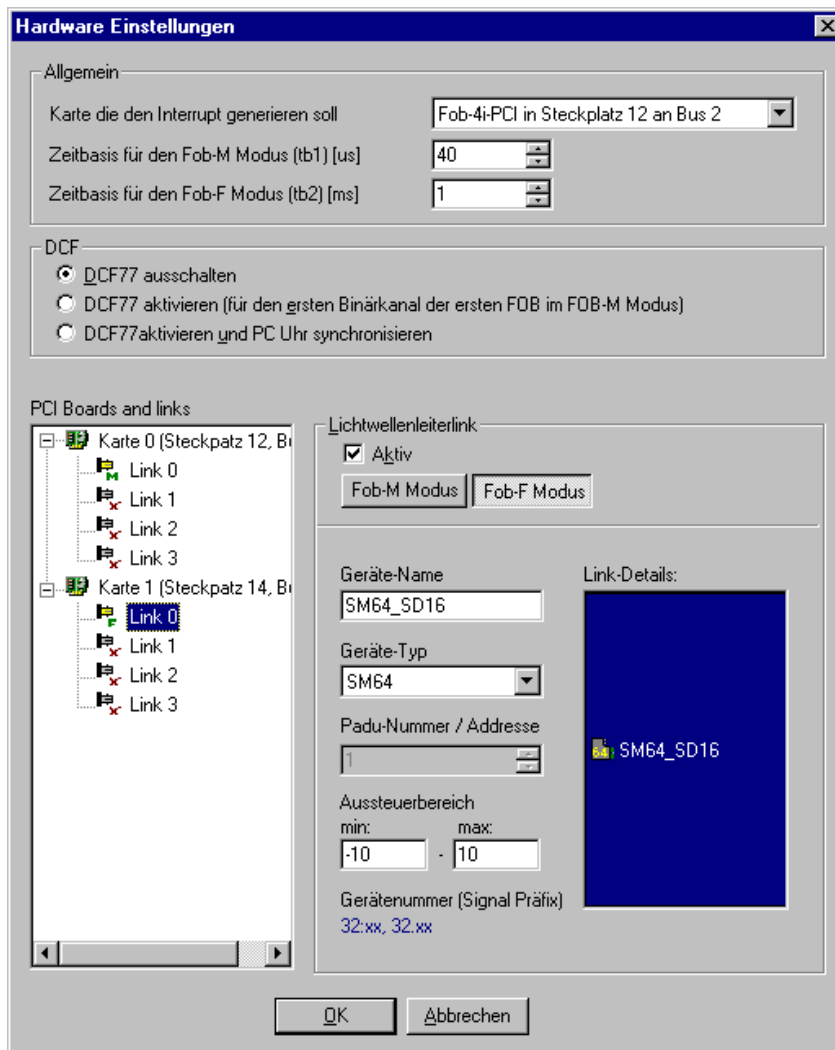 Hardware Einstellungen
Allgemein
Karte die den Interrupt generieren soll
Fob-4i-PCI in Steckplatz 12 an Bus 2
Zeitbasis für den Fob-M Modus (tb1) [us]
40
Zeitbasis für den Fob-F Modus (tb2) [ms]
1
DCF
DCF77 ausschalten
DCF77 aktivieren (für den ersten Binärkanal der ersten FOB im FOB-M Modus)
DCF77aktivieren und PC Uhr synchronisieren
PCI Boards and links
Karte 0 (Steckpatz 12, Bu
Link 0
Link 1
Link 2
Link 3
Karte 1 (Steckpatz 14, Bu
Link 0
Link 1
Link 2
Link 3
Lichtwellenleiterlink
Aktiv
Fob-M Modus Fob-F Modus
Geräte-Name
SM64_SD16
Geräte-Typ
SM64
Padu-Nummer / Addresse
1
Aussteuerbereich
min: max:
-10 - 10
Gerätenummer (Signal Präfix)
32:xx, 32.xx
Link-Details:
64 SM64_SD16
OK Abbrechen